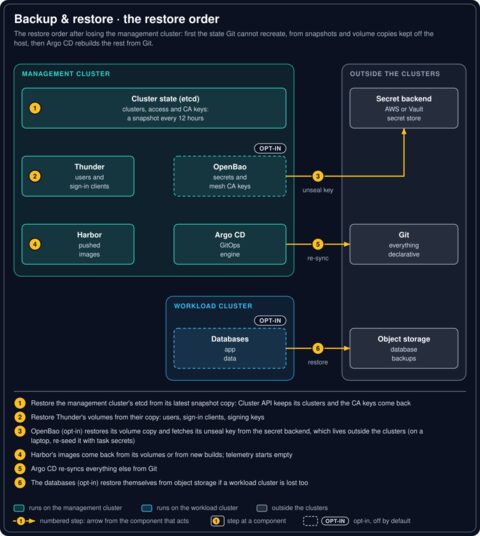 Backup & restore · the restore order
The restore order after losing the management cluster: first the state Git cannot recreate, from snapshots and volume copies kept off the
host, then Argo CD rebuilds the rest from Git.
MANAGEMENT CLUSTER
OUTSIDE THE CLUSTERS
1
Cluster state (etcd)
clusters, access and CA keys:
a snapshot every 12 hours
Secret backend
AWS or Vault
secret store
OPT-IN
2
Thunder
users and
sign-in clients
OpenBao
secrets and
mesh CA keys
3
unseal key
4
Harbor
pushed
images
Argo CD
GitOps
engine
5
re-sync
Git
everything
declarative
WORKLOAD CLUSTER
OPT-IN
Databases
app
data
6
restore
Object storage
database
backups
1 Restore the management cluster's etcd from its latest snapshot copy: Cluster API keeps its clusters and the CA keys come back
2 Restore Thunder's volumes from their copy: users, sign-in clients, signing keys
3 OpenBao (opt-in) restores its volume copy and fetches its unseal key from the secret backend, which lives outside the clusters (on a
laptop, re-seed it with task secrets)
4 Harbor's images come back from its volumes or from new builds; telemetry starts empty
5 Argo CD re-syncs everything else from Git
6 The databases (opt-in) restore themselves from object storage if a workload cluster is lost too
runs on the management cluster
runs on the workload cluster
outside the clusters
1 numbered step: arrow from the component that acts
1 step at a component
OPT-IN opt-in, off by default